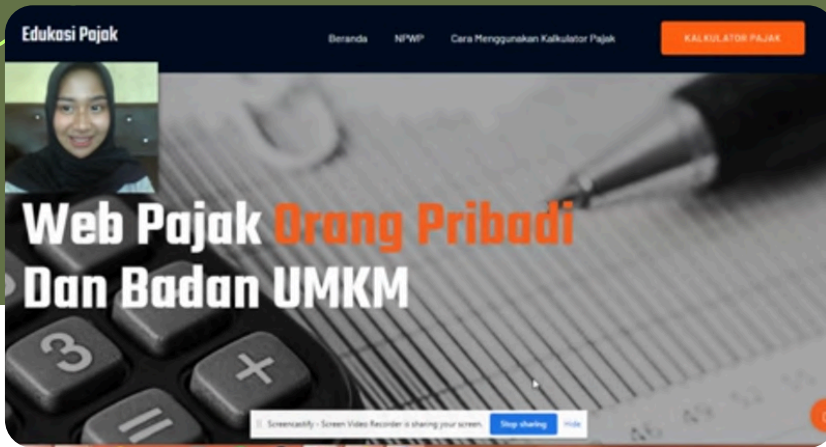 Edukasi Pajak
Beranda NPWP Cara Menggunakan Kalkulator Pajak KALKULATOR PAJAK
Web Pajak Orang Pribadi
Dan Badan UMKM
3
+
=
Screencastify - Screen Video Recorder is sharing your screen. Stop sharing Hide